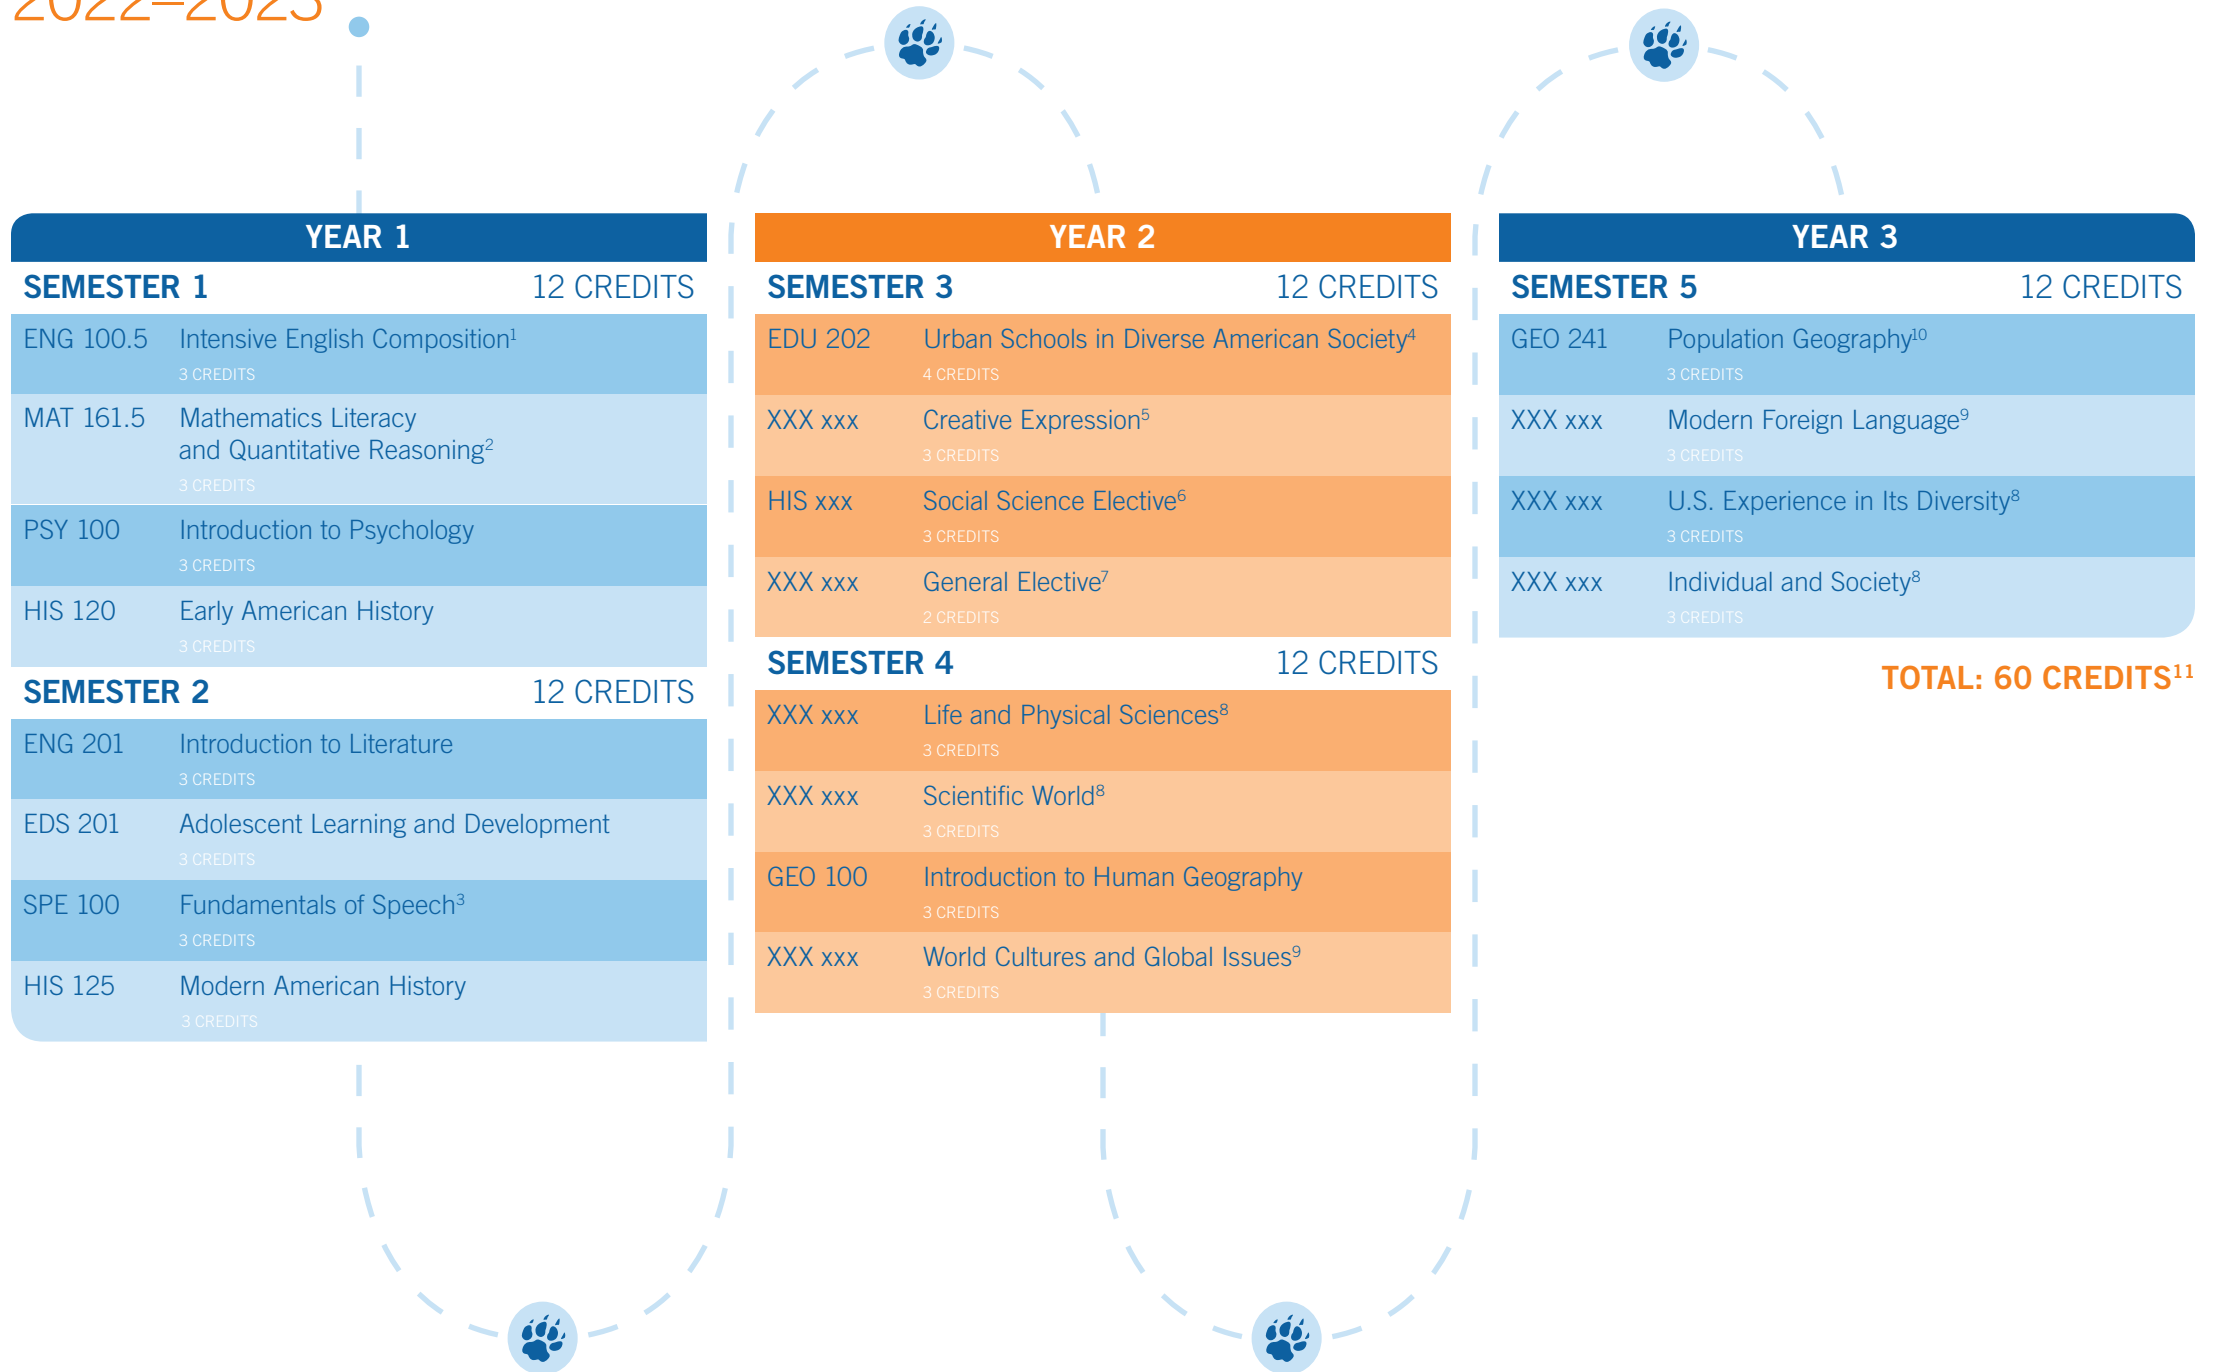 2022–2023
YEAR 1
SEMESTER 1 12 CREDITS
ENG 100.5 Intensive English Composition¹
3 CREDITS
MAT 161.5 Mathematics Literacy
and Quantitative Reasoning²
3 CREDITS
PSY 100 Introduction to Psychology
3 CREDITS
HIS 120 Early American History
3 CREDITS
SEMESTER 2 12 CREDITS
ENG 201 Introduction to Literature
3 CREDITS
EDS 201 Adolescent Learning and Development
3 CREDITS
SPE 100 Fundamentals of Speech³
3 CREDITS
HIS 125 Modern American History
3 CREDITS
YEAR 2
SEMESTER 3 12 CREDITS
EDU 202 Urban Schools in Diverse American Society⁴
4 CREDITS
XXX xxx Creative Expression⁵
3 CREDITS
HIS xxx Social Science Elective⁶
3 CREDITS
XXX xxx General Elective⁷
2 CREDITS
SEMESTER 4 12 CREDITS
XXX xxx Life and Physical Sciences⁸
3 CREDITS
XXX xxx Scientific World⁸
3 CREDITS
GEO 100 Introduction to Human Geography
3 CREDITS
XXX xxx World Cultures and Global Issues⁹
3 CREDITS
YEAR 3
SEMESTER 5 12 CREDITS
GEO 241 Population Geography¹⁰
3 CREDITS
XXX xxx Modern Foreign Language⁹
3 CREDITS
XXX xxx U.S. Experience in Its Diversity⁸
3 CREDITS
XXX xxx Individual and Society⁸
3 CREDITS
TOTAL: 60 CREDITS¹¹